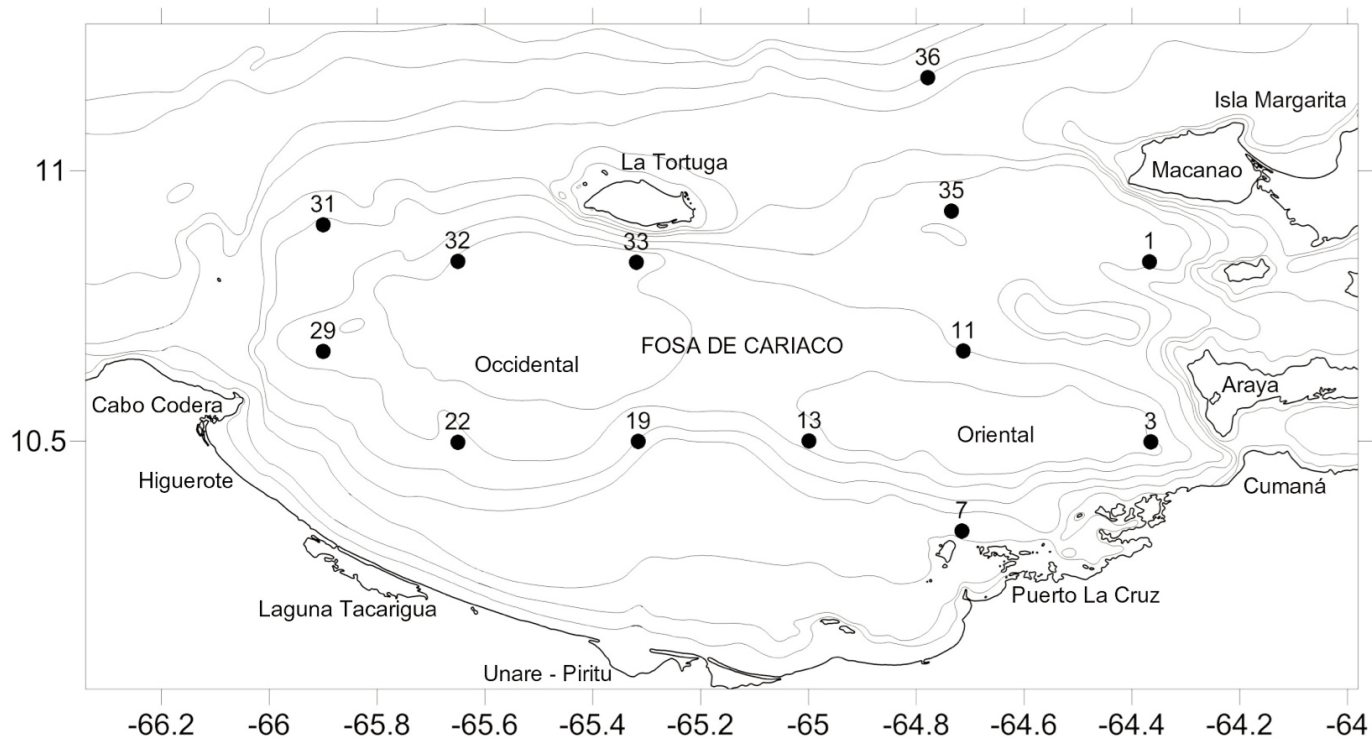 36
Isla Margarita
La Tortuga
Macanao
11
31
35
32
33
1
29
11
FOSA DE CARIACO
Occidental
Araya
Cabo Codera
22
19
13
3
10.5
Oriental
Higuerote
Cumaná
7
Laguna Tacarigua
Puerto La Cruz
Unare - Piritu
-66.2 -66 -65.8 -65.6 -65.4 -65.2 -65 -64.8 -64.6 -64.4 -64.2 -64